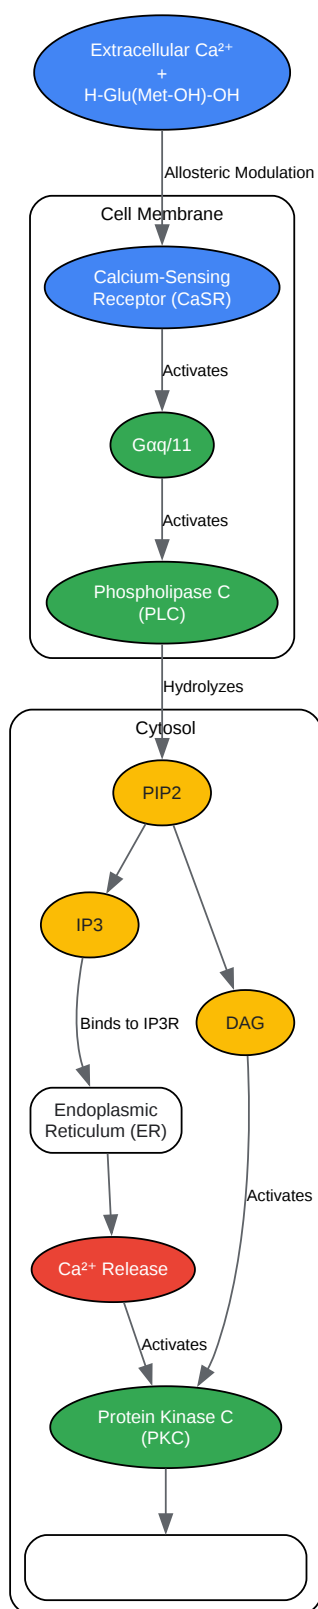 Extracellular Ca²⁺
+
H-Glu(Met-OH)-OH
Allosteric Modulation
Cell Membrane
Calcium-Sensing
Receptor (CaSR)
Activates
Gαq/11
Activates
Phospholipase C
(PLC)
Hydrolyzes
Cytosol
PIP2
IP3
DAG
Binds to IP3R
Endoplasmic
Reticulum (ER)
Activates
Ca²⁺ Release
Activates
Protein Kinase C
(PKC)